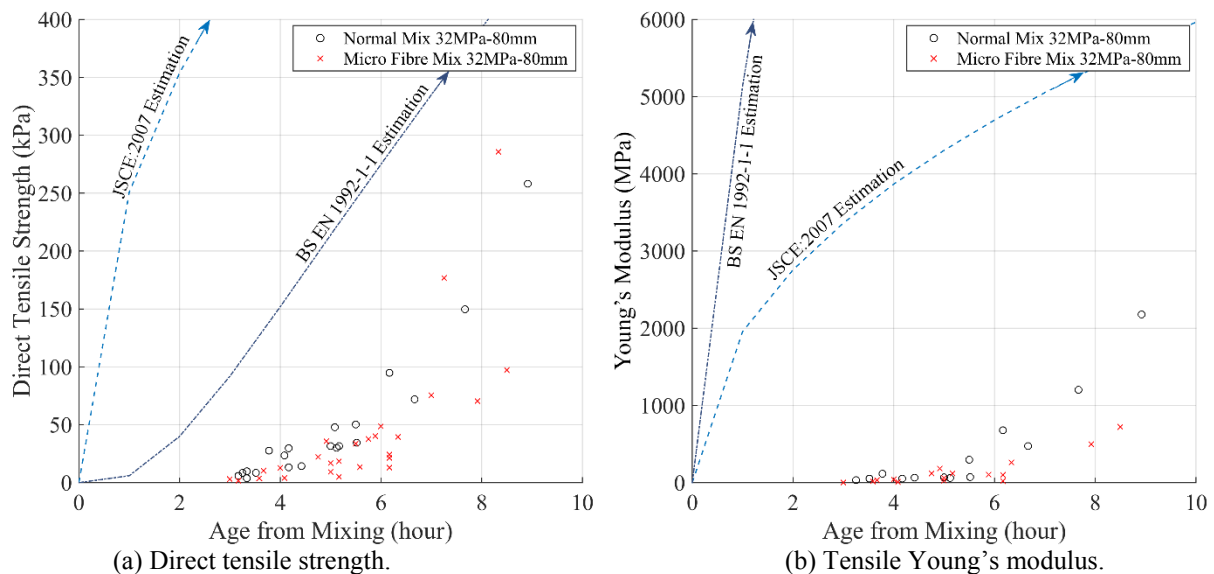 400
350
300
250
200
150
100
50
0
Direct Tensile Strength (kPa)
JSCE:2007 Estimation
BS EN 1992-1-1 Estimation
Normal Mix 32MPa-80mm
Micro Fibre Mix 32MPa-80mm
0 2 4 6 8 10
Age from Mixing (hour)
(a) Direct tensile strength.
6000
5000
4000
3000
2000
1000
0
Young's Modulus (MPa)
BS EN 1992-1-1 Estimation
JSCE:2007 Estimation
Normal Mix 32MPa-80mm
Micro Fibre Mix 32MPa-80mm
0 2 4 6 8 10
Age from Mixing (hour)
(b) Tensile Young's modulus.